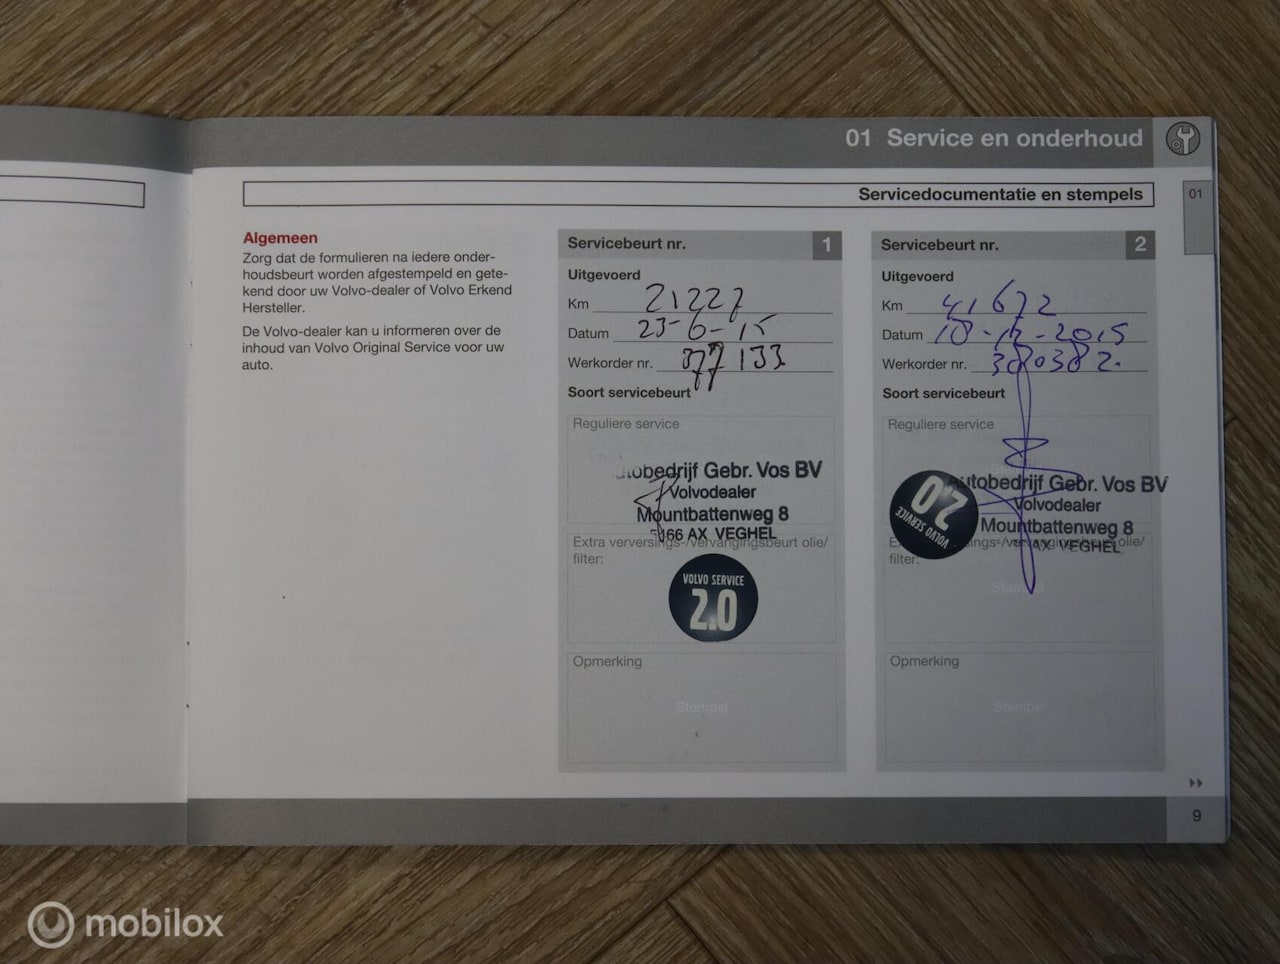 01 Service en onderhoud
Servicedocumentatie en stempels
01
Algemeen
Zorg dat de formulieren na iedere onder-
houdsbeurt worden afgestempeld en gete-
kend door uw Volvo-dealer of Volvo Erkend
Hersteller.
De Volvo-dealer kan u informeren over de
inhoud van Volvo Original Service voor uw
auto.
Servicebeurt nr. 1
Uitgevoerd
Km 21227
Datum 23-6-15
Werkorder nr. 077133
Soort servicebeurt
Reguliere service
utobedrijf Gebr. Vos BV
Volvodealer
Mountbattenweg 8
5466 AX VEGHEL
Extra verversings-/vervangingsbeurt olie/
filter:
VOLVO SERVICE
2.0
Opmerking
Stempel
Servicebeurt nr. 2
Uitgevoerd
Km 41672
Datum 18-12-2015
Werkorder nr. 380382.
Soort servicebeurt
Reguliere service
Autobedrijf Gebr. Vos BV
Volvodealer
Mountbattenweg 8
AX VEGHEL
2.0
VOLVO SERVICE
filter:
Opmerking
Stempel
9
mobilox